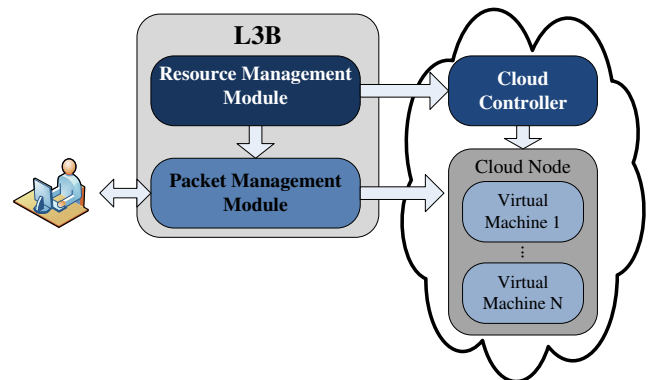 L3B
Resource Management
Module
Packet Management
Module
Cloud
Controller
Cloud Node
Virtual
Machine 1
...
Virtual
Machine N